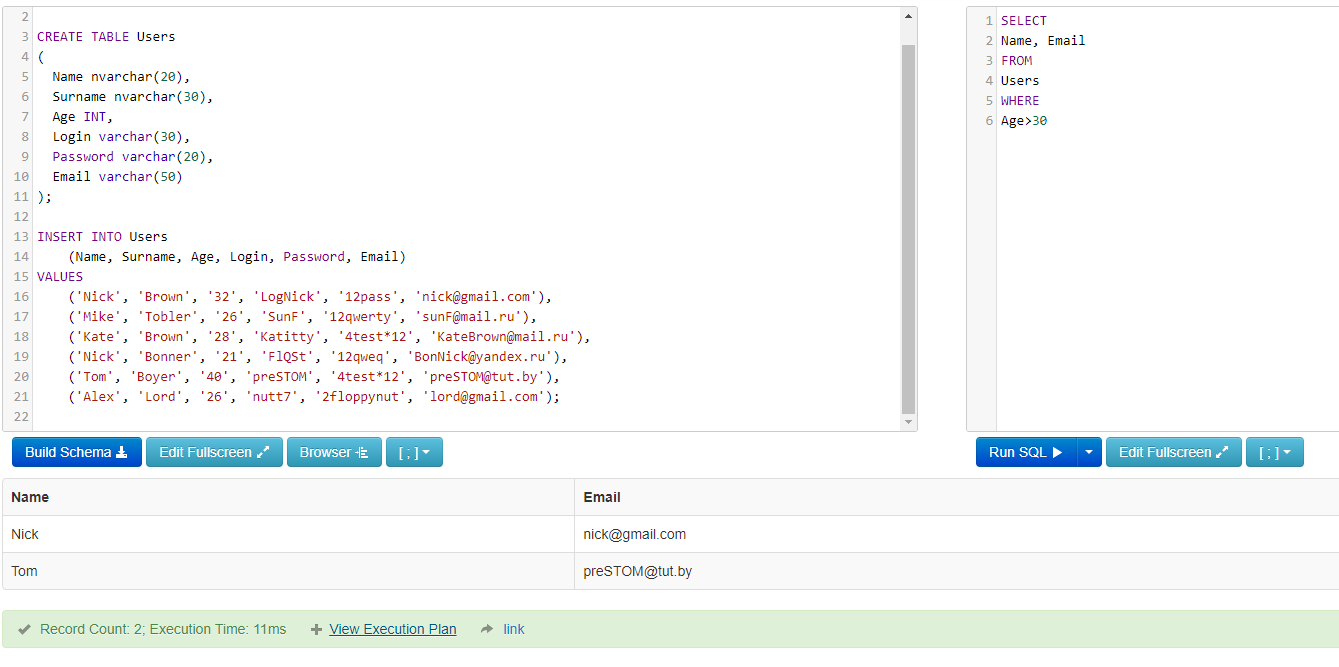 2
3 CREATE TABLE Users
4 (
5 Name nvarchar(20),
6 Surname nvarchar(30),
7 Age INT,
8 Login varchar(30),
9 Password varchar(20),
10 Email varchar(50)
11 );
12
13 INSERT INTO Users
14 (Name, Surname, Age, Login, Password, Email)
15 VALUES
16 ('Nick', 'Brown', '32', 'LogNick', '12pass', 'nick@gmail.com'),
17 ('Mike', 'Tobler', '26', 'SunF', '12qwerty', 'sunF@mail.ru'),
18 ('Kate', 'Brown', '28', 'Katitty', '4test*12', 'KateBrown@mail.ru'),
19 ('Nick', 'Bonner', '21', 'FlQSt', '12qweq', 'BonNick@yandex.ru'),
20 ('Tom', 'Boyer', '40', 'preSTOM', '4test*12', 'preSTOM@tut.by'),
21 ('Alex', 'Lord', '26', 'nutt7', '2floppynut', 'lord@gmail.com');
22
1 SELECT
2 Name, Email
3 FROM
4 Users
5 WHERE
6 Age>30
Build Schema Edit Fullscreen Browser [ ; ]
Run SQL Edit Fullscreen [ ; ]
Name Email
Nick nick@gmail.com
Tom preSTOM@tut.by
Record Count: 2; Execution Time: 11ms View Execution Plan link